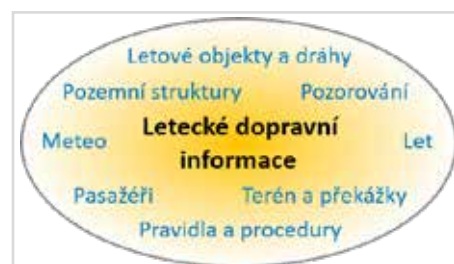 Letové objekty a dráhy
Pozemní struktury Pozorování
Meteo Letecké dopravní informace Let
Pasažéři Terén a překážky
Pravidla a procedury